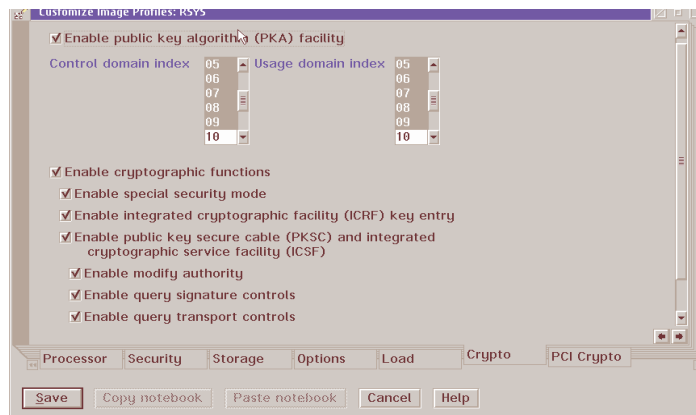 Customize Image Profiles: RSYS
Enable public key algorithm (PKA) facility
Control domain index 05 Usage domain index 05
06 06
07 07
08 08
09 09
10 10
Enable cryptographic functions
Enable special security mode
Enable integrated cryptographic facility (ICRF) key entry
Enable public key secure cable (PKSC) and integrated
cryptographic service facility (ICSF)
Enable modify authority
Enable query signature controls
Enable query transport controls
Processor Security Storage Options Load Crypto PCI Crypto
Save Copy notebook Paste notebook Cancel Help